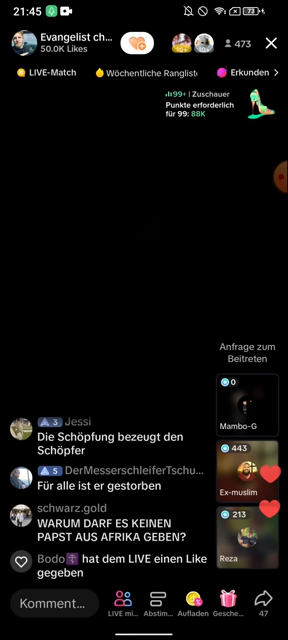 21:45
73
Evangelist ch...
50.0K Likes
473
LIVE-Match
Wöchentliche Ranglist
Erkunden
99+ | Zuschauer
Punkte erforderlich
für 99: 88K
Anfrage zum
Beitreten
0
Mambo-G
443
Ex-muslim
213
Reza
3 Jessi
Die Schöpfung bezeugt den
Schöpfer
5 DerMesserschleiferTschu...
Für alle ist er gestorben
schwarz.gold
WARUM DARF ES KEINEN
PAPST AUS AFRIKA GEBEN?
Bodo hat dem LIVE einen Like
gegeben
Komment...
LIVE mi...
Abstim...
Aufladen
Gesche...
47